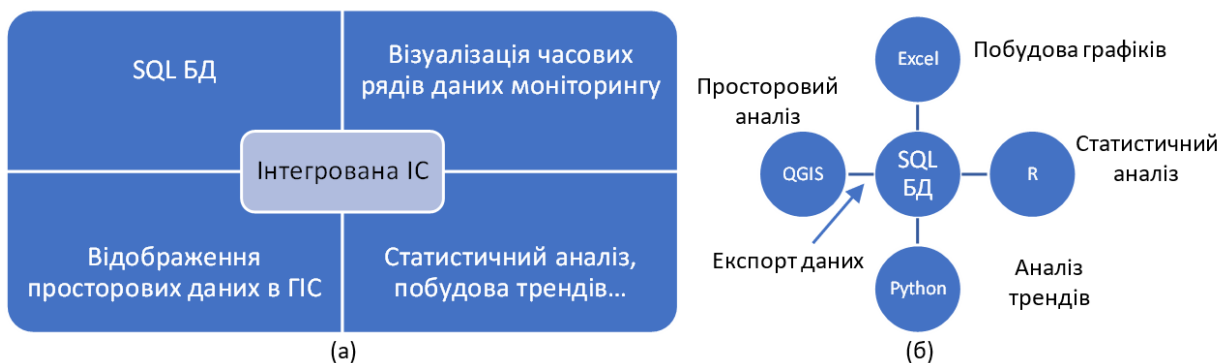 SQL БД
Візуалізація часових
рядів даних моніторингу
Інтегрована ІС
Відображення
просторових даних в ГІС
Статистичний аналіз,
побудова трендів…
(а)
Excel
Побудова графіків
Просторовий
аналіз
QGIS
SQL
БД
R
Статистичний
аналіз
Експорт даних
Python
Аналіз
трендів
(б)